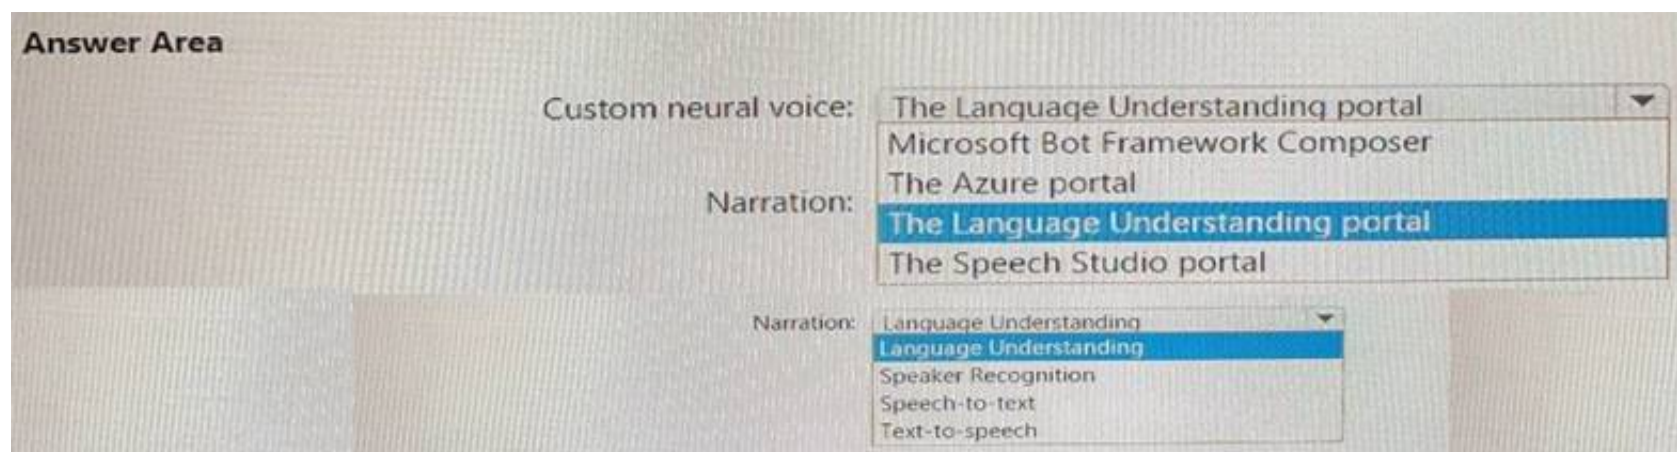 Answer Area
Custom neural voice: The Language Understanding portal
Microsoft Bot Framework Composer
The Azure portal
Narration:
The Language Understanding portal
The Speech Studio portal
Narration: Language Understanding
Language Understanding
Speaker Recognition
Speech-to-text
Text-to-speech